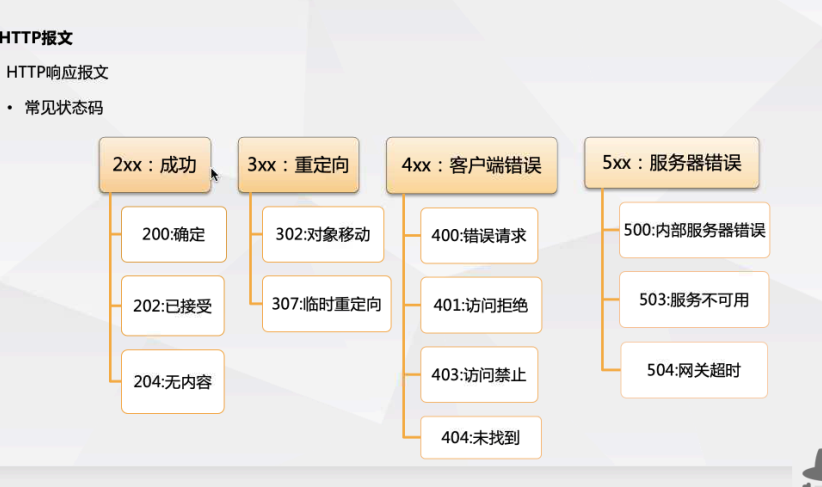 HTTP报文
HTTP响应报文
• 常见状态码
2xx：成功
200:确定
202:已接受
204:无内容
3xx：重定向
302:对象移动
307:临时重定向
4xx：客户端错误
400:错误请求
401:访问拒绝
403:访问禁止
404:未找到
5xx：服务器错误
500:内部服务器错误
503:服务不可用
504:网关超时